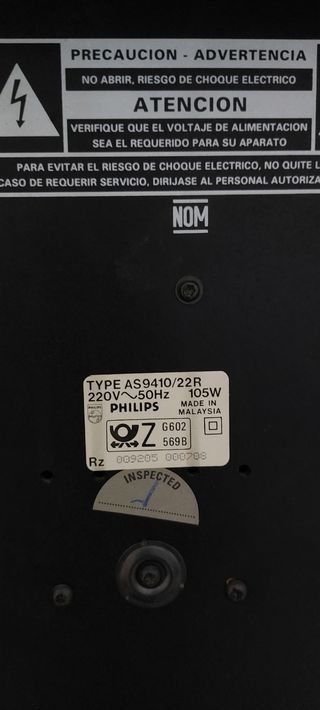 PRECAUCION - ADVERTENCIA
NO ABRIR, RIESGO DE CHOQUE ELECTRICO
ATENCION
VERIFIQUE QUE EL VOLTAJE DE ALIMENTACION
SEA EL REQUERIDO PARA SU APARATO
PARA EVITAR EL RIESGO DE CHOQUE ELECTRICO, NO QUITE L
CASO DE REQUERIR SERVICIO, DIRIJASE AL PERSONAL AUTORIZA
NOM
TYPE AS9410/22R
220V~50Hz 105W
PHILIPS MADE IN MALAYSIA
Z G602
569B
Rz 009205 000708
INSPECTED